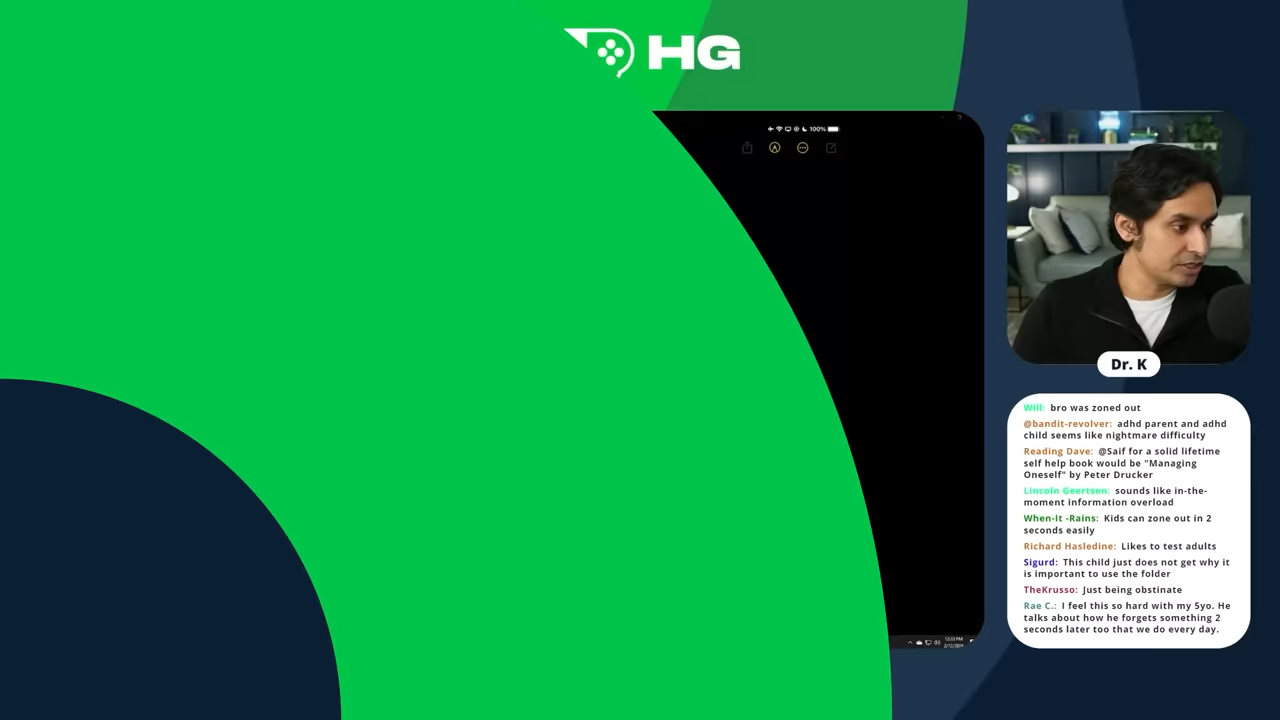 HG
100%
Dr. K
Will: bro was zoned out
@bandit-revolver: adhd parent and adhd
child seems like nightmare difficulty
Reading Dave: @Saif for a solid lifetime
self help book would be "Managing
Oneself" by Peter Drucker
Lincoln Geertsen: sounds like in-the-
moment information overload
When-It -Rains: Kids can zone out in 2
seconds easily
Richard Hasledine: Likes to test adults
Sigurd: This child just does not get why it
is important to use the folder
TheKrusso: Just being obstinate
Rae C.: I feel this so hard with my 5yo. He
talks about how he forgets something 2
seconds later too that we do every day.